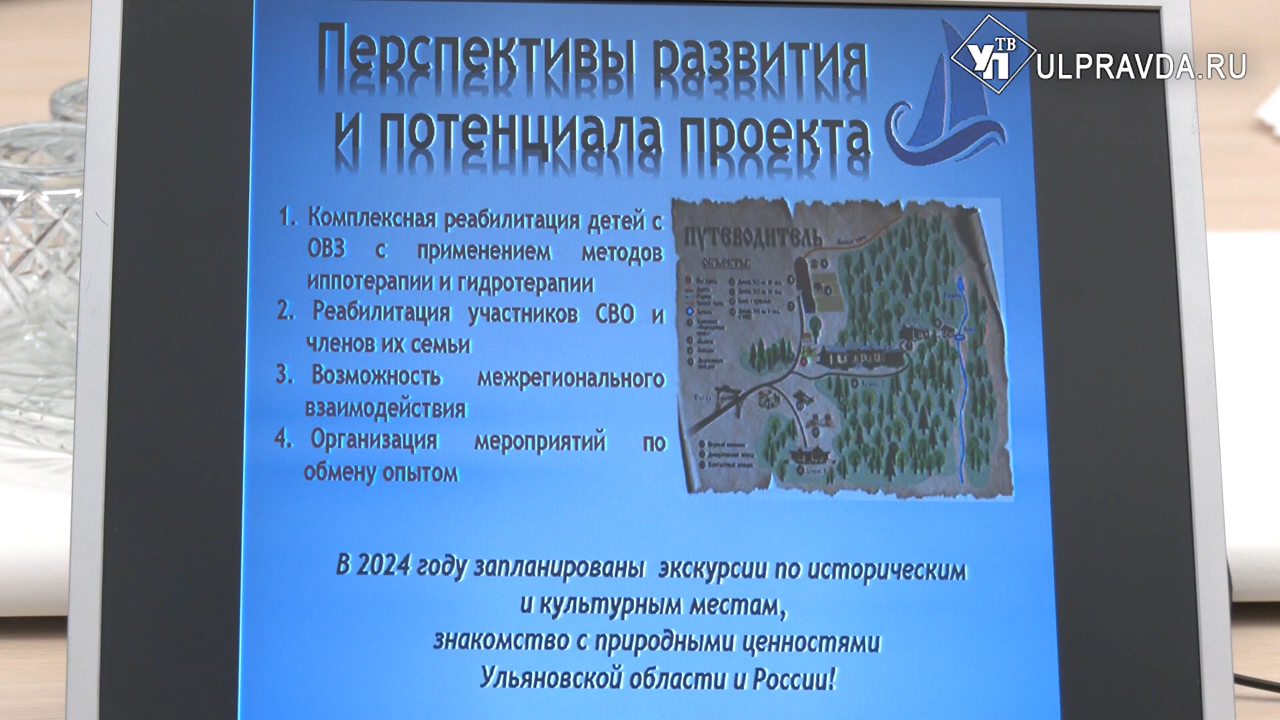 Перспективы развития
и потенциала проекта
УП ТВ
ULPRAVDA.RU
1. Комплексная реабилитация детей с
ОВЗ с применением методов
иппотерапии и гидротерапии
2. Реабилитация участников СВО и
членов их семьи
3. Возможность межрегионального
взаимодействия
4. Организация мероприятий по
обмену опытом
ПУТЕВОДИТЕЛЬ
ОБЪЕКТЫ:
В 2024 году запланированы экскурсии по историческим
и культурным местам,
знакомство с природными ценностями
Ульяновской области и России!